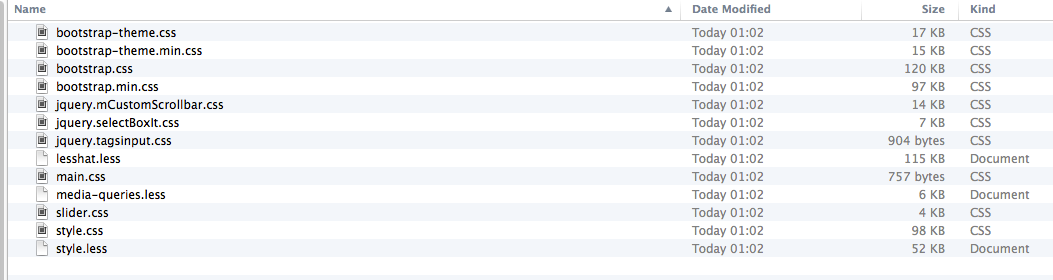 Name Date Modified Size Kind
bootstrap-theme.css Today 01:02 17 KB CSS
bootstrap-theme.min.css Today 01:02 15 KB CSS
bootstrap.css Today 01:02 120 KB CSS
bootstrap.min.css Today 01:02 97 KB CSS
jquery.mCustomScrollbar.css Today 01:02 14 KB CSS
jquery.selectBoxIt.css Today 01:02 7 KB CSS
jquery.tagsinput.css Today 01:02 904 bytes CSS
lesshat.less Today 01:02 115 KB Document
main.css Today 01:02 757 bytes CSS
media-queries.less Today 01:02 6 KB Document
slider.css Today 01:02 4 KB CSS
style.css Today 01:02 98 KB CSS
style.less Today 01:02 52 KB Document